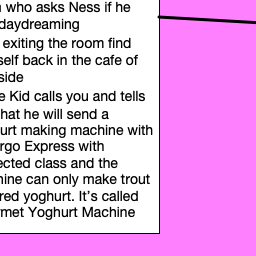 who asks Ness if he
daydreaming
exiting the room find
self back in the cafe of
side
e Kid calls you and tells
hat he will send a
urt making machine with
rgo Express with
ected class and the
hine can only make trout
red yoghurt. It’s called
rmet Yoghurt Machine